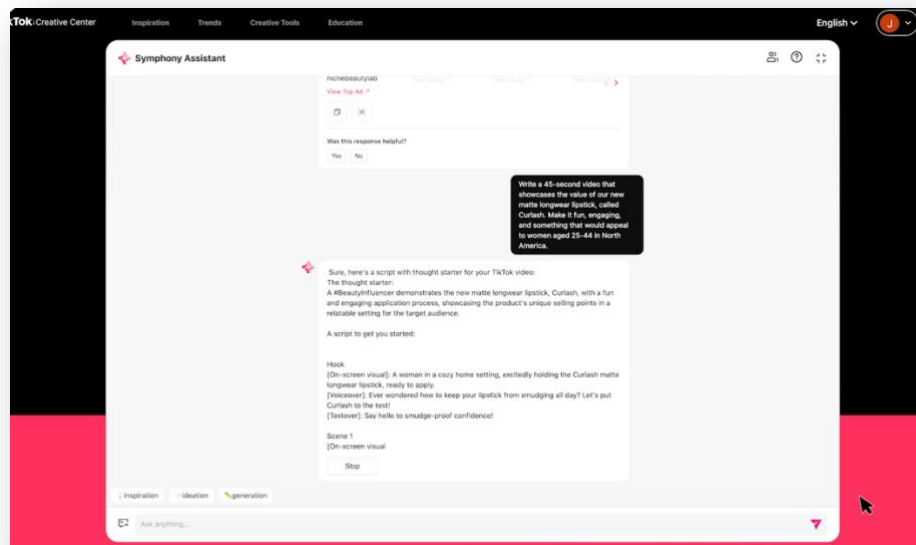 kTok:Creative Center Inspiration Trends Creative Tools Education English J
Symphony Assistant
nichebeautylab
View Top Ad
Was this response helpful?
Yes No
Write a 45-second video that
showcases the value of our new
matte longwear lipstick, called
Curlash. Make it fun, engaging,
and something that would appeal
to women aged 25-44 in North
America.
Sure, here's a script with thought starter for your TikTok video:
The thought starter:
A #BeautyInfluencer demonstrates the new matte longwear lipstick, Curlash, with a fun
and engaging application process, showcasing the product's unique selling points in a
relatable setting for the target audience.
A script to get you started:
Hook
[On-screen visual]: A woman in a cozy home setting, excitedly holding the Curlash matte
longwear lipstick, ready to apply.
[Voiceover]: Ever wondered how to keep your lipstick from smudging all day? Let's put
Curlash to the test!
[Textover]: Say hello to smudge-proof confidence!
Scene 1
[On-screen visual
Stop
Inspiration ideation generation
Ask anything...